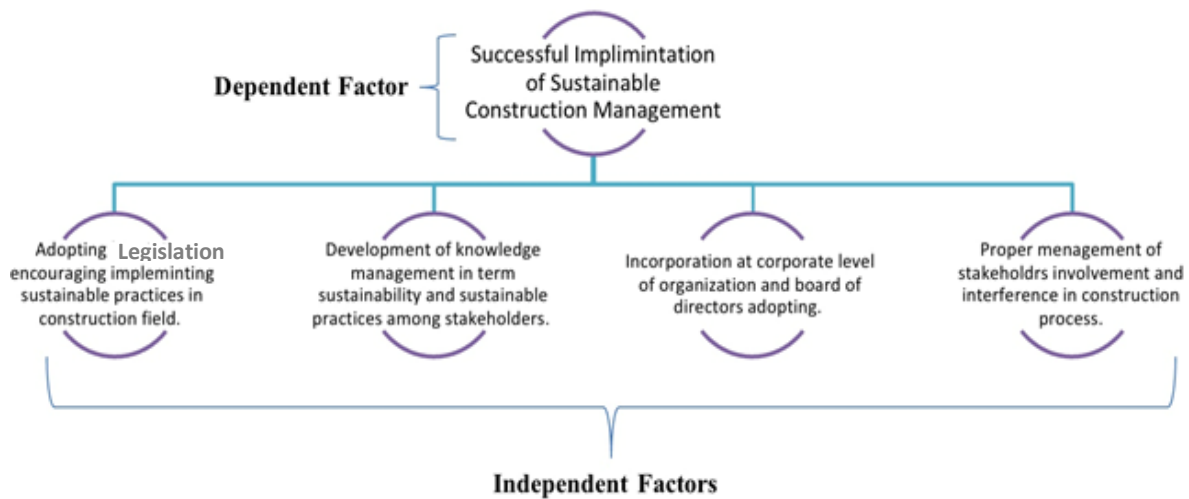 Successful Implimintation
of Sustainable
Construction Management
Dependent Factor
Adopting Legislation
encouraging impleminting
sustainable practices in
construction field.
Development of knowledge
management in term
sustainability and sustainable
practices among stakeholders.
Incorporation at corporate level
of organization and board of
directors adopting.
Proper menagement of
stakeholdrs involvement and
interference in construction
process.
Independent Factors